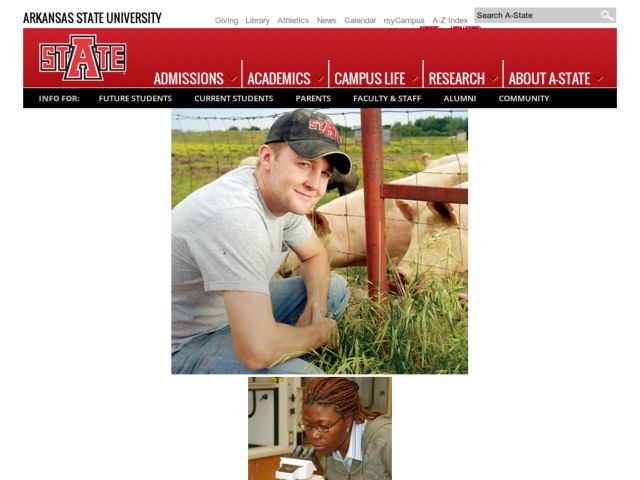 ARKANSAS STATE UNIVERSITY
Giving Library Athletics News Calendar myCampus A-Z Index
Search A-State
STATE
ADMISSIONS ACADEMICS CAMPUS LIFE RESEARCH ABOUT A-STATE
INFO FOR: FUTURE STUDENTS CURRENT STUDENTS PARENTS FACULTY & STAFF ALUMNI COMMUNITY
STATE